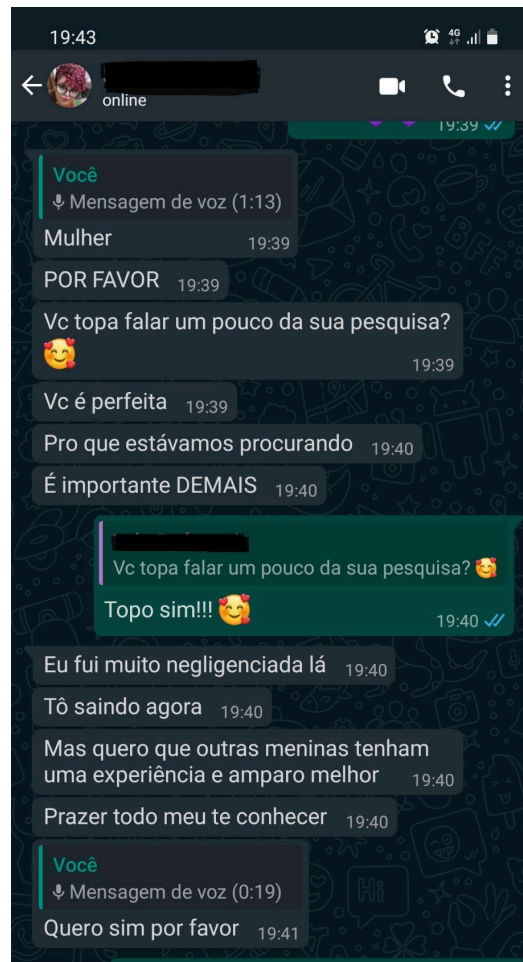 19:43
4G
online
19:39
Você
Mensagem de voz (1:13)
Mulher 19:39
POR FAVOR 19:39
Vc topa falar um pouco da sua pesquisa?
19:39
Vc é perfeita 19:39
Pro que estávamos procurando 19:40
É importante DEMAIS 19:40
Vc topa falar um pouco da sua pesquisa?
Topo sim!!!
19:40
Eu fui muito negligenciada lá 19:40
Tô saindo agora 19:40
Mas quero que outras meninas tenham
uma experiência e amparo melhor 19:40
Prazer todo meu te conhecer 19:40
Você
Mensagem de voz (0:19)
Quero sim por favor 19:41